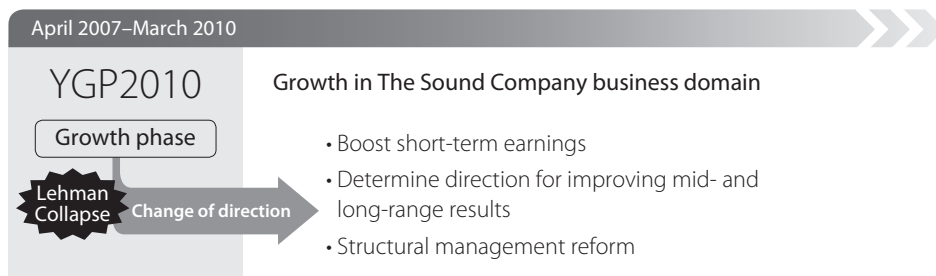 April 2007–March 2010
YGP2010
Growth phase
Lehman
Collapse
Change of direction
Growth in The Sound Company business domain
• Boost short-term earnings
• Determine direction for improving mid- and
long-range results
• Structural management reform